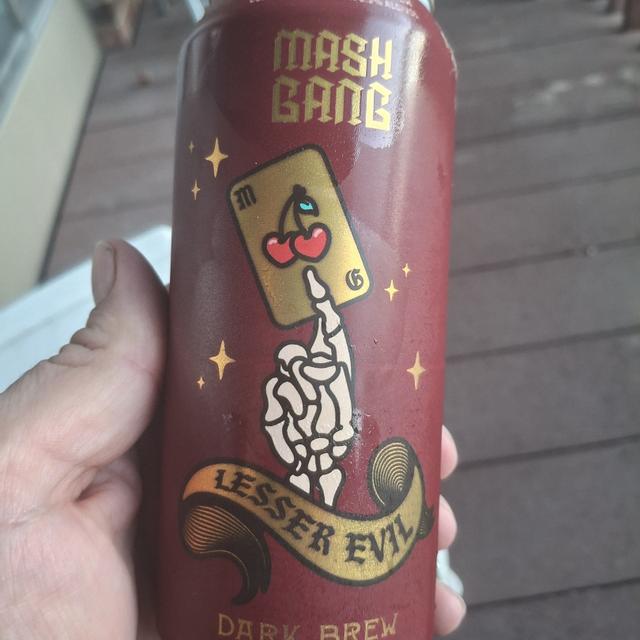 MASH
GANG
M
G
LESSER EVIL
DARK BREW